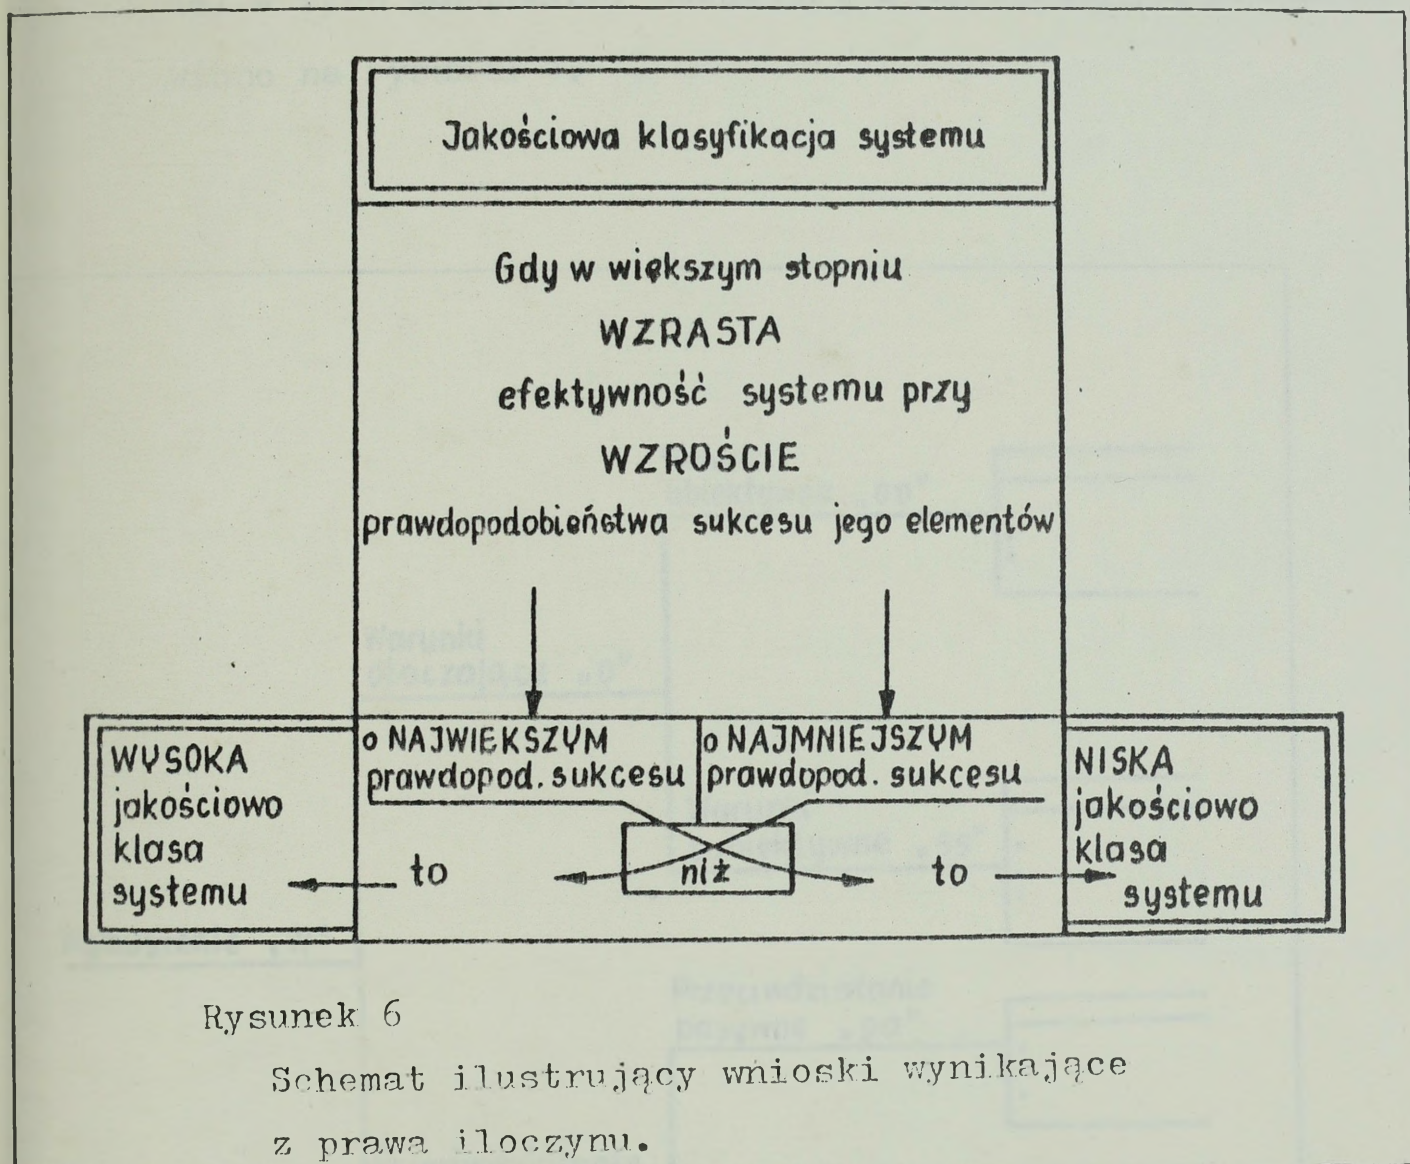 Jakościowa klasyfikacja systemu
Gdy w większym stopniu
WZRASTA
efektywność systemu przy
WZROŚCIE
prawdopodobieństwa sukcesu jego elementów
WYSOKA
jakościowo
klasa
systemu
o NAJWIEKSZYM
prawdopod. sukcesu
o NAJMNIEJSZYM
prawdopod. sukcesu
to
niż
to
NISKA
jakościowo
klasa
systemu
Rysunek 6
Schemat ilustrujący wnioski wynikające
z prawa iloczynu.